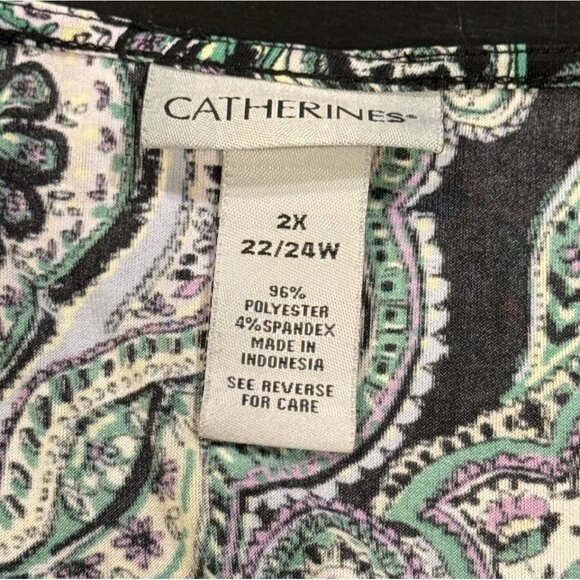 CATHERINES®
2X
22/24W
96%
POLYESTER
4% SPANDEX
MADE IN
INDONESIA
SEE REVERSE
FOR CARE